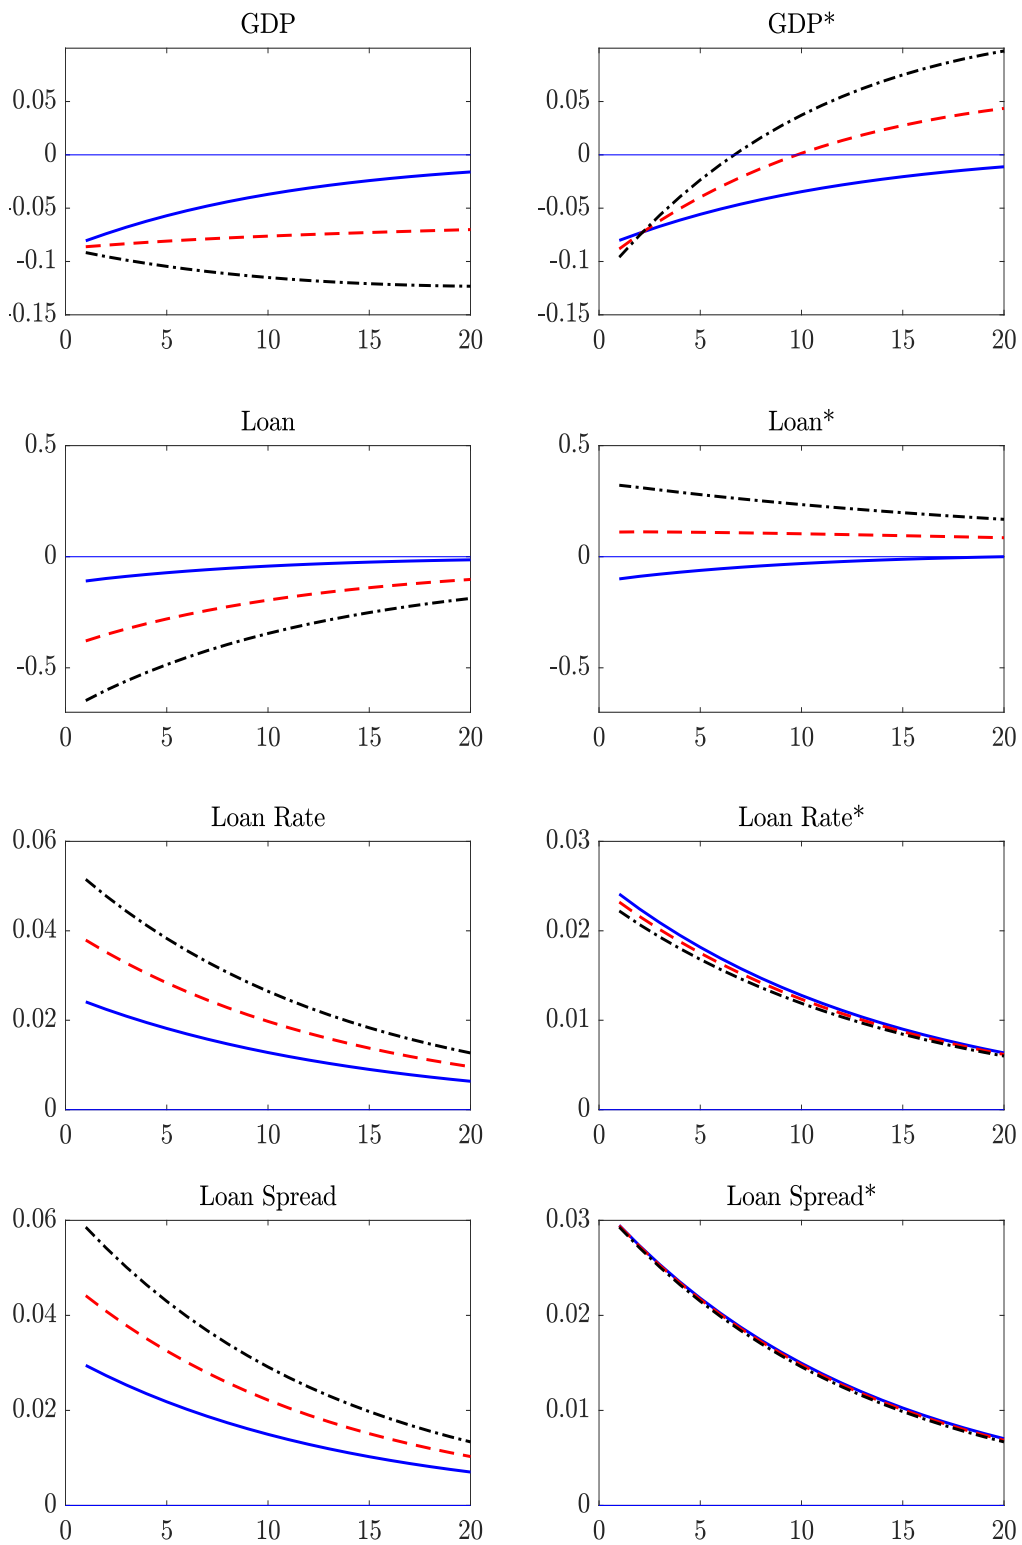 GDP
GDP*
0.05
0
-0.05
-0.1
-0.15
0 5 10 15 20
0.05
0
-0.05
-0.1
-0.15
0 5 10 15 20
Loan
Loan*
0.5
0
-0.5
0 5 10 15 20
0.5
0
-0.5
0 5 10 15 20
Loan Rate
Loan Rate*
0.06
0.04
0.02
0
0 5 10 15 20
0.03
0.02
0.01
0
0 5 10 15 20
Loan Spread
Loan Spread*
0.06
0.04
0.02
0
0 5 10 15 20
0.03
0.02
0.01
0
0 5 10 15 20